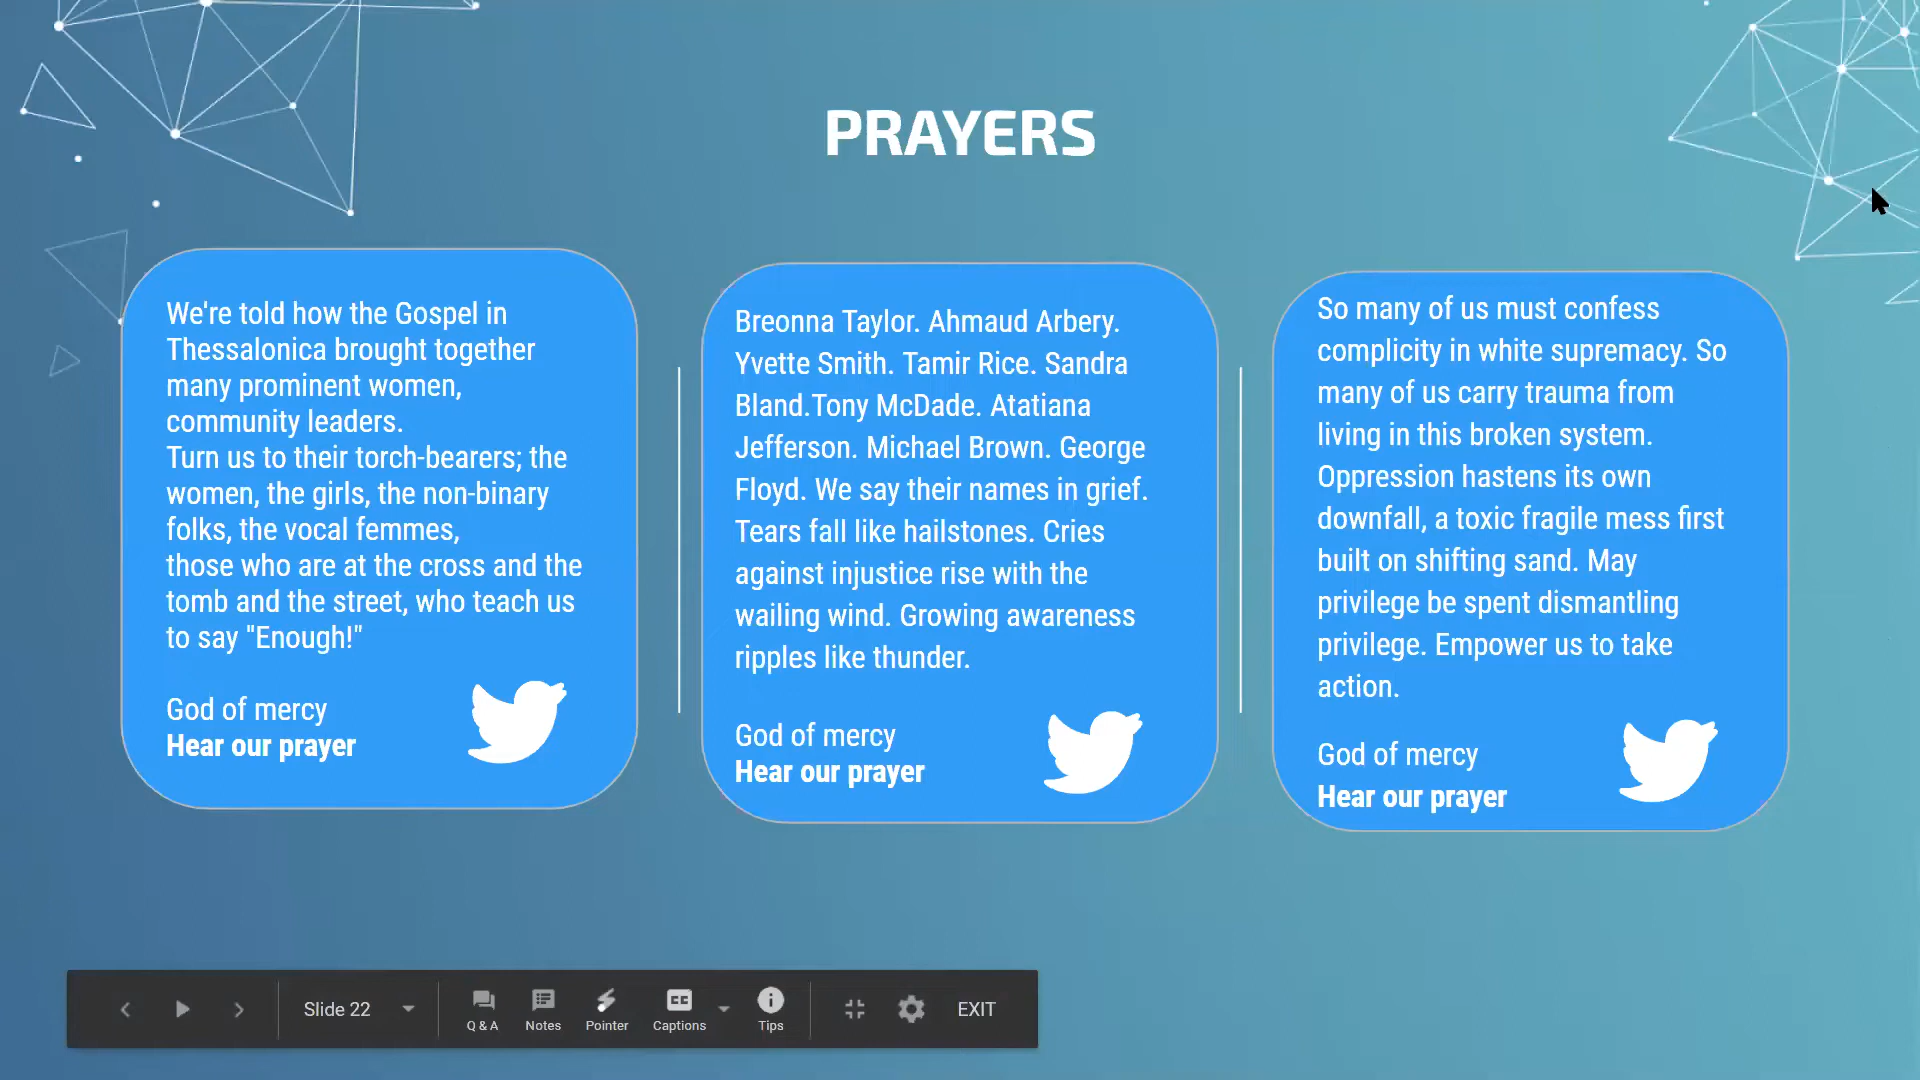 PRAYERS
We're told how the Gospel in
Thessalonica brought together
many prominent women,
community leaders.
Turn us to their torch-bearers; the
women, the girls, the non-binary
folks, the vocal femmes,
those who are at the cross and the
tomb and the street, who teach us
to say "Enough!"
God of mercy
Hear our prayer
Breonna Taylor. Ahmaud Arbery.
Yvette Smith. Tamir Rice. Sandra
Bland.Tony McDade. Atatiana
Jefferson. Michael Brown. George
Floyd. We say their names in grief.
Tears fall like hailstones. Cries
against injustice rise with the
wailing wind. Growing awareness
ripples like thunder.
God of mercy
Hear our prayer
So many of us must confess
complicity in white supremacy. So
many of us carry trauma from
living in this broken system.
Oppression hastens its own
downfall, a toxic fragile mess first
built on shifting sand. May
privilege be spent dismantling
privilege. Empower us to take
action.
God of mercy
Hear our prayer
Slide 22
Q & A
Notes
Pointer
CC
Captions
Tips
EXIT